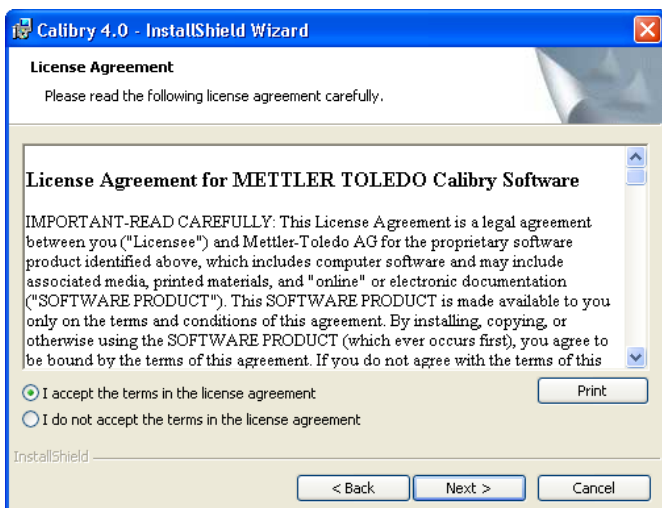 Calibry 4.0 - InstallShield Wizard
License Agreement
Please read the following license agreement carefully.
License Agreement for METTLER TOLEDO Calibry Software
IMPORTANT-READ CAREFULLY: This License Agreement is a legal agreement
between you ("Licensee") and Mettler-Toledo AG for the proprietary software
product identified above, which includes computer software and may include
associated media, printed materials, and "online" or electronic documentation
("SOFTWARE PRODUCT"). This SOFTWARE PRODUCT is made available to you
only on the terms and conditions of this agreement. By installing, copying, or
otherwise using the SOFTWARE PRODUCT (which ever occurs first), you agree to
be bound by the terms of this agreement. If you do not agree with the terms of this
I accept the terms in the license agreement
Print
I do not accept the terms in the license agreement
InstallShield
< Back
Next >
Cancel